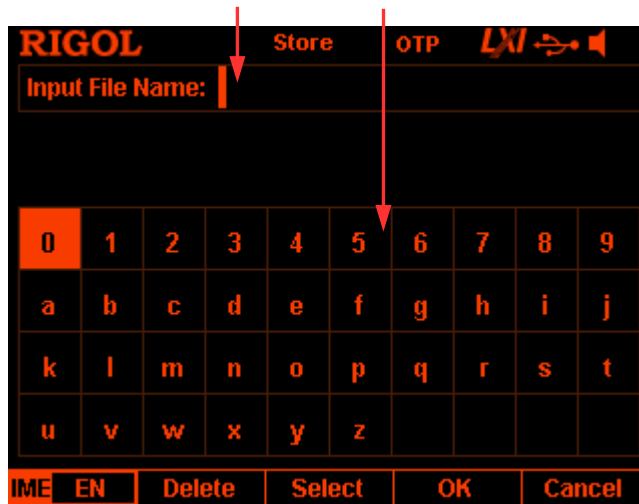 RIGOL Store OTP LXI
Input File Name:
0 1 2 3 4 5 6 7 8 9
a b c d e f g h i j
k l m n o p q r s t
u v w x y z
IME EN Delete Select OK Cancel